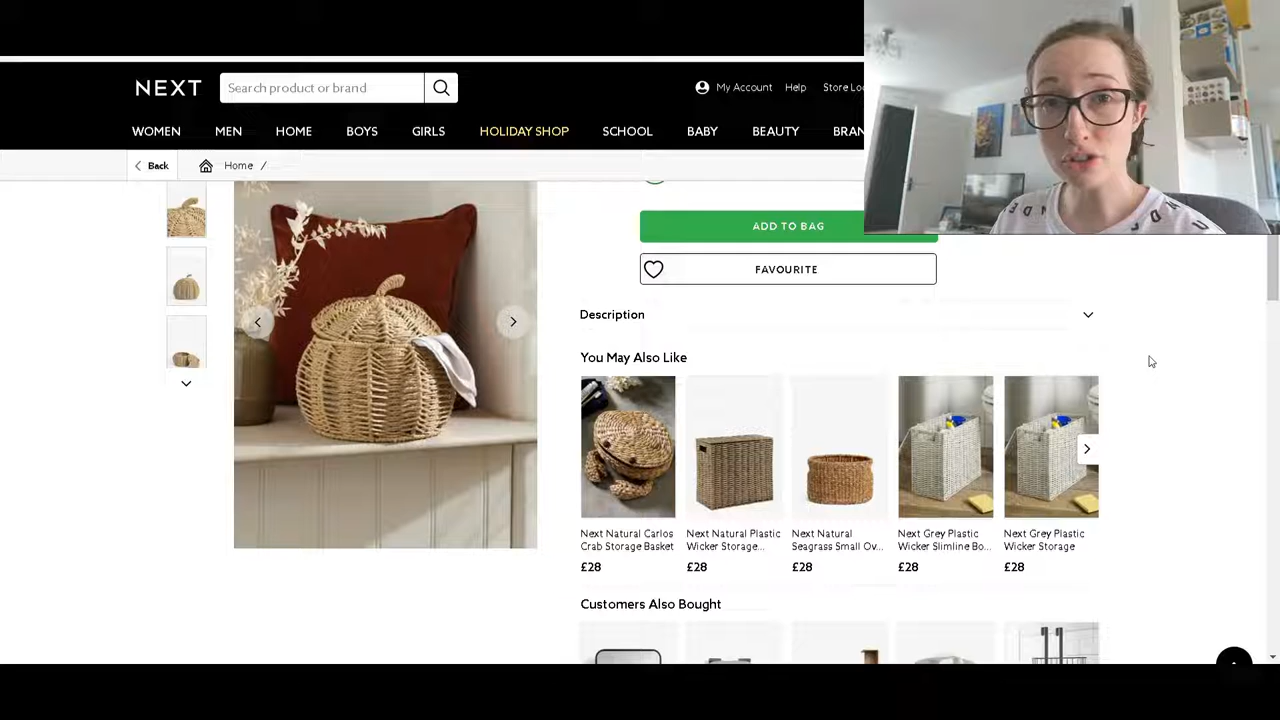 NEXT
Search product or brand
My Account Help Store Loc
WOMEN MEN HOME BOYS GIRLS HOLIDAY SHOP SCHOOL BABY BEAUTY BRAN
Back Home /
ADD TO BAG
FAVOURITE
Description
You May Also Like
Next Natural Carlos Next Natural Plastic Next Natural Next Grey Plastic Next Grey Plastic
Crab Storage Basket Wicker Storage... Seagrass Small Ov... Wicker Slimline Bo... Wicker Storage
£28 £28 £28 £28 £28
Customers Also Bought